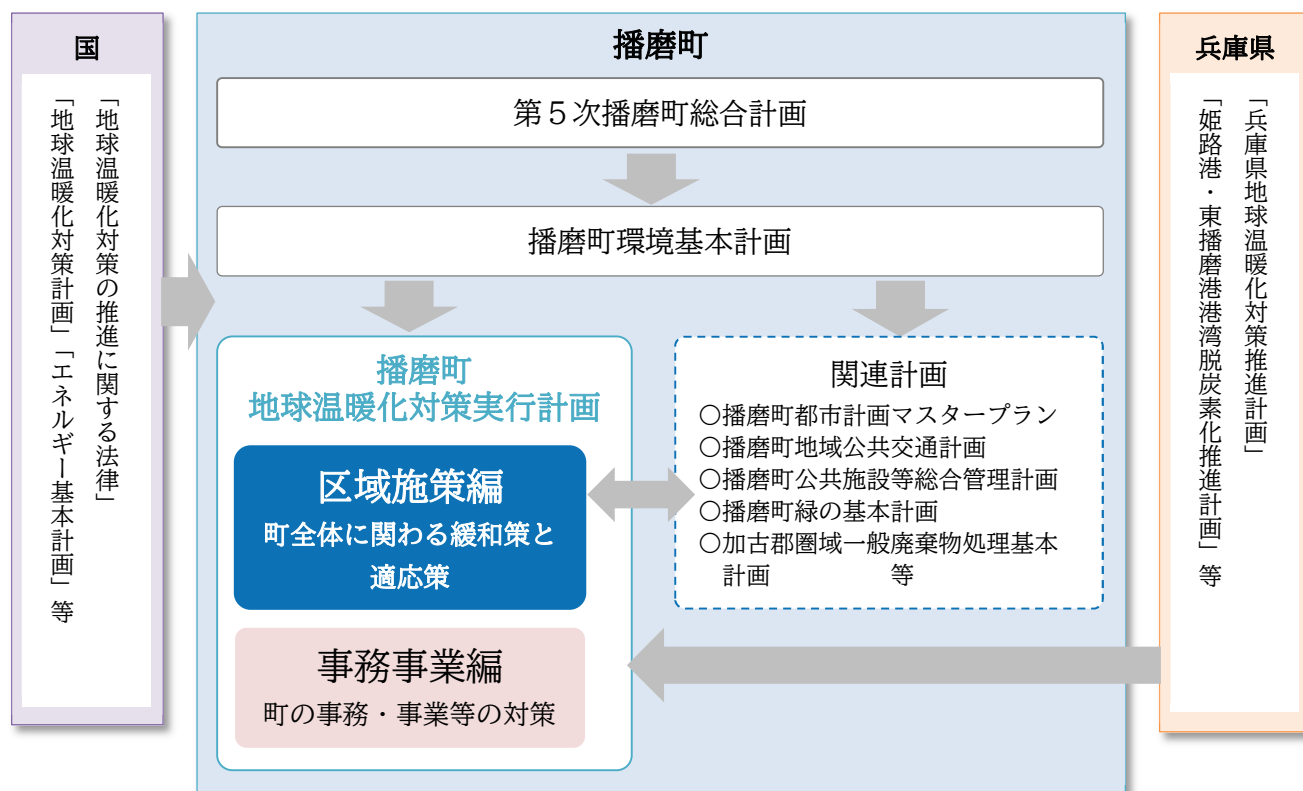 国
「地球温暖化対策の推進に関する法律」
「地球温暖化対策計画」「エネルギー基本計画」等
播磨町
第５次播磨町総合計画
播磨町環境基本計画
播磨町
地球温暖化対策実行計画
区域施策編
町全体に関わる緩和策と
適応策
事務事業編
町の事務・事業等の対策
関連計画
〇播磨町都市計画マスタープラン
〇播磨町地域公共交通計画
〇播磨町公共施設等総合管理計画
〇播磨町緑の基本計画
〇加古郡圏域一般廃棄物処理基本
計画　　　　等
兵庫県
「兵庫県地球温暖化対策推進計画」
「姫路港・東播磨港港湾脱炭素化推進計画」等